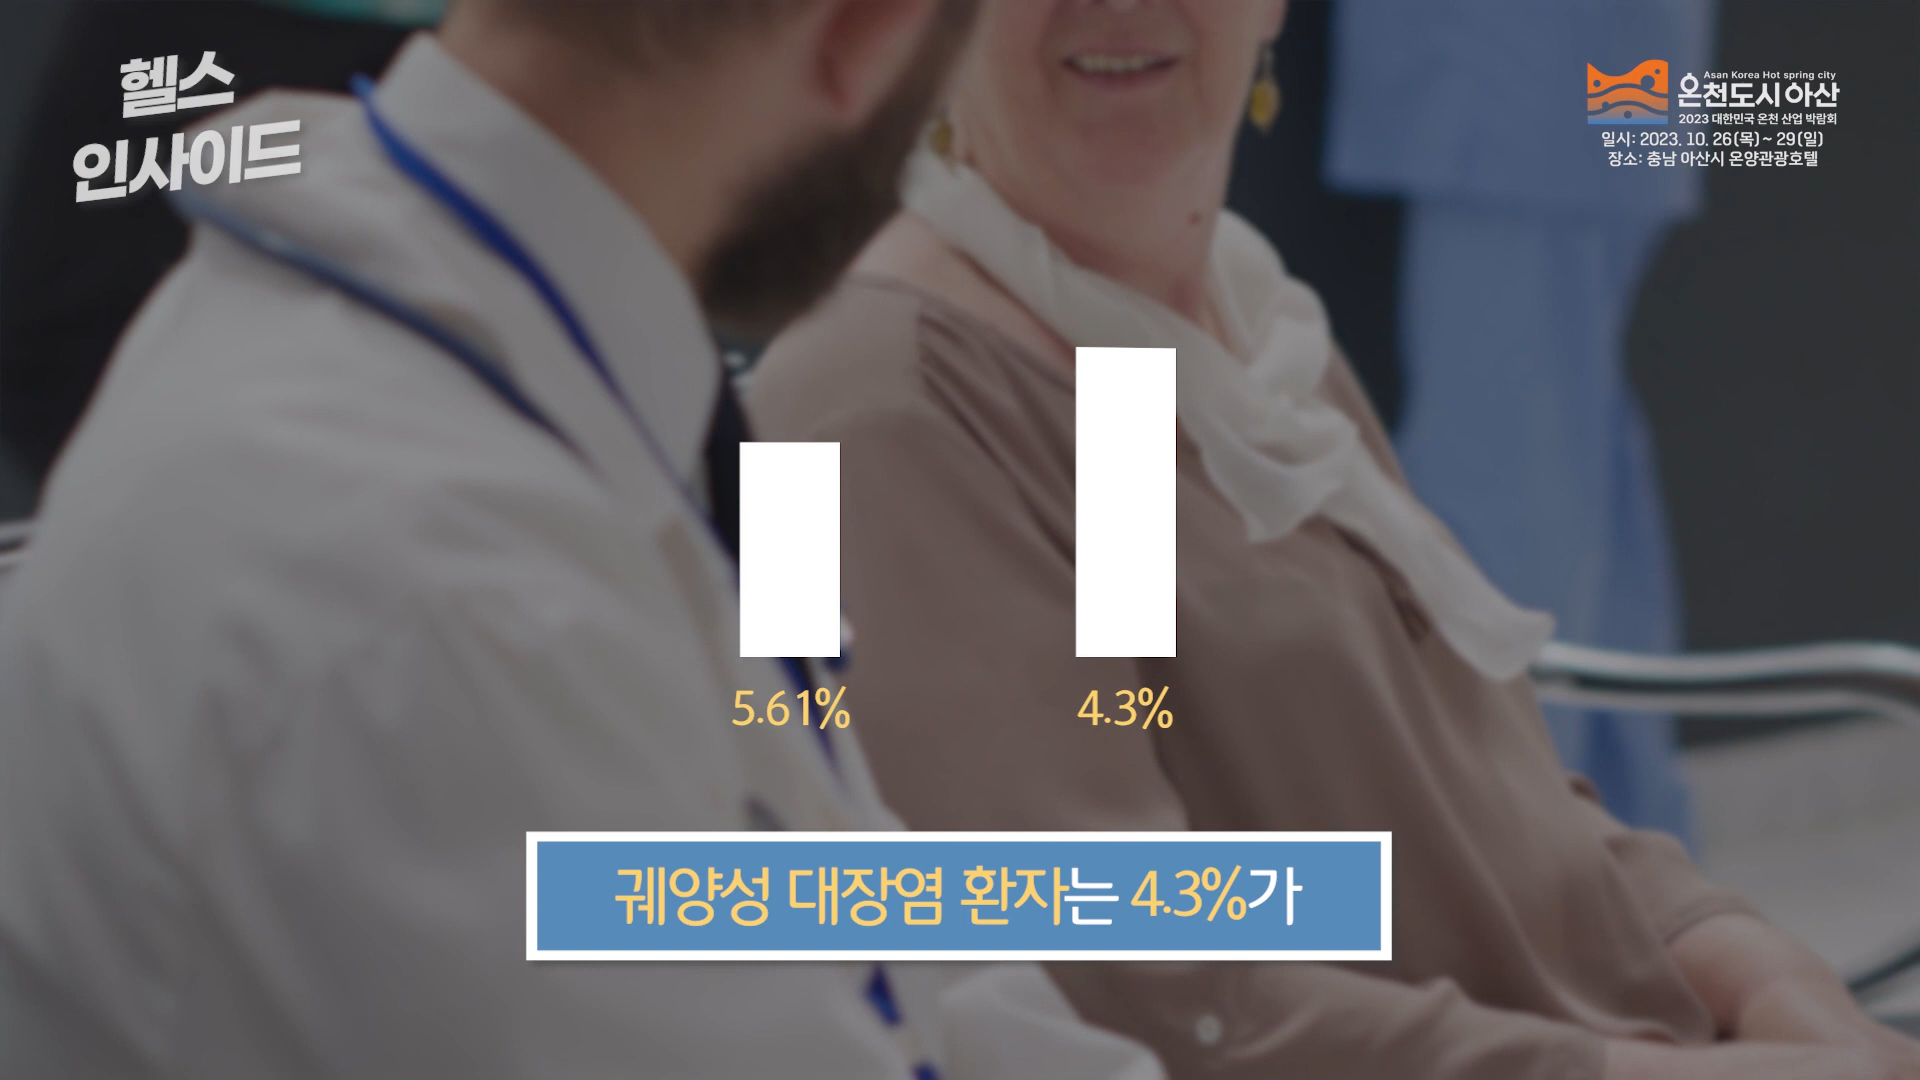 헬스
인사이드
Asan Korea Hot spring city
온천도시아산
2023 대한민국 온천 산업 박람회
일시: 2023. 10. 26(목) ~ 29(일)
장소: 충남 아산시 온양관광호텔
5.61%
4.3%
궤양성 대장염 환자는 4.3%가